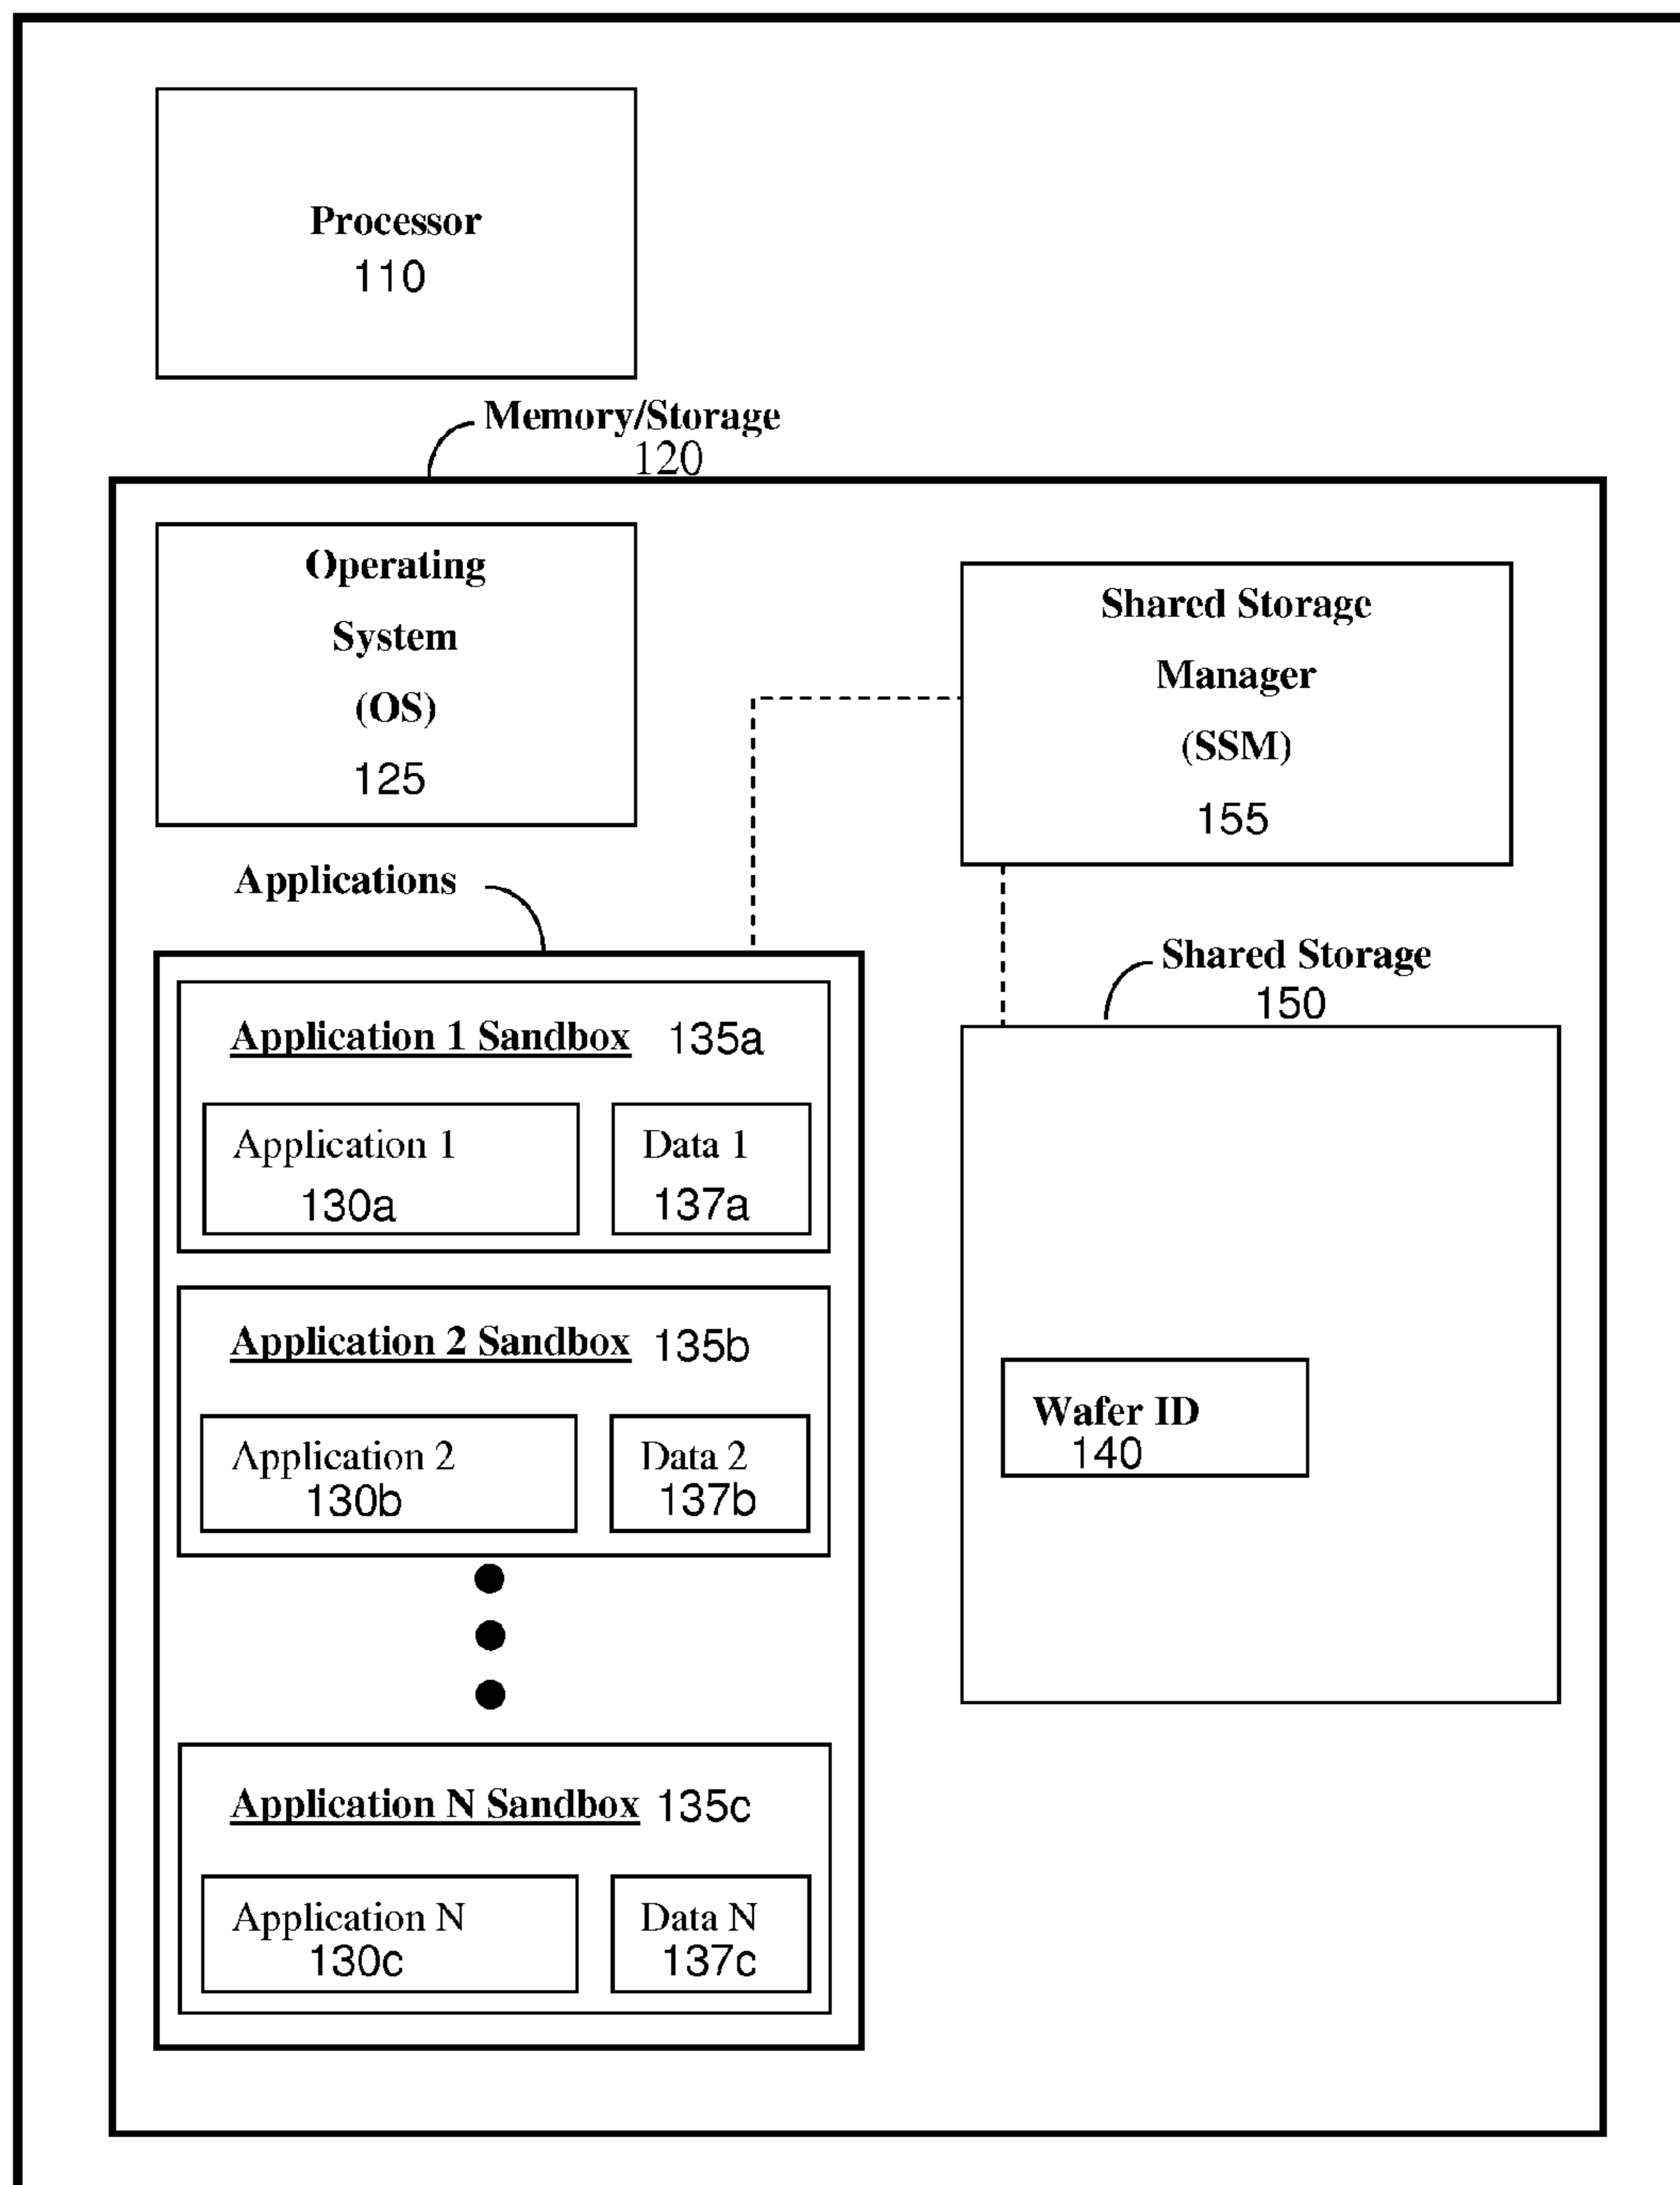 Processor
110
Memory/Storage
120
Operating
System
(OS)
125
Shared Storage
Manager
(SSM)
155
Applications
Shared Storage
150
Application 1 Sandbox 135a
Application 1
130a
Data 1
137a
Application 2 Sandbox 135b
Application 2
130b
Data 2
137b
Wafer ID
140
Application N Sandbox 135c
Application N
130c
Data N
137c